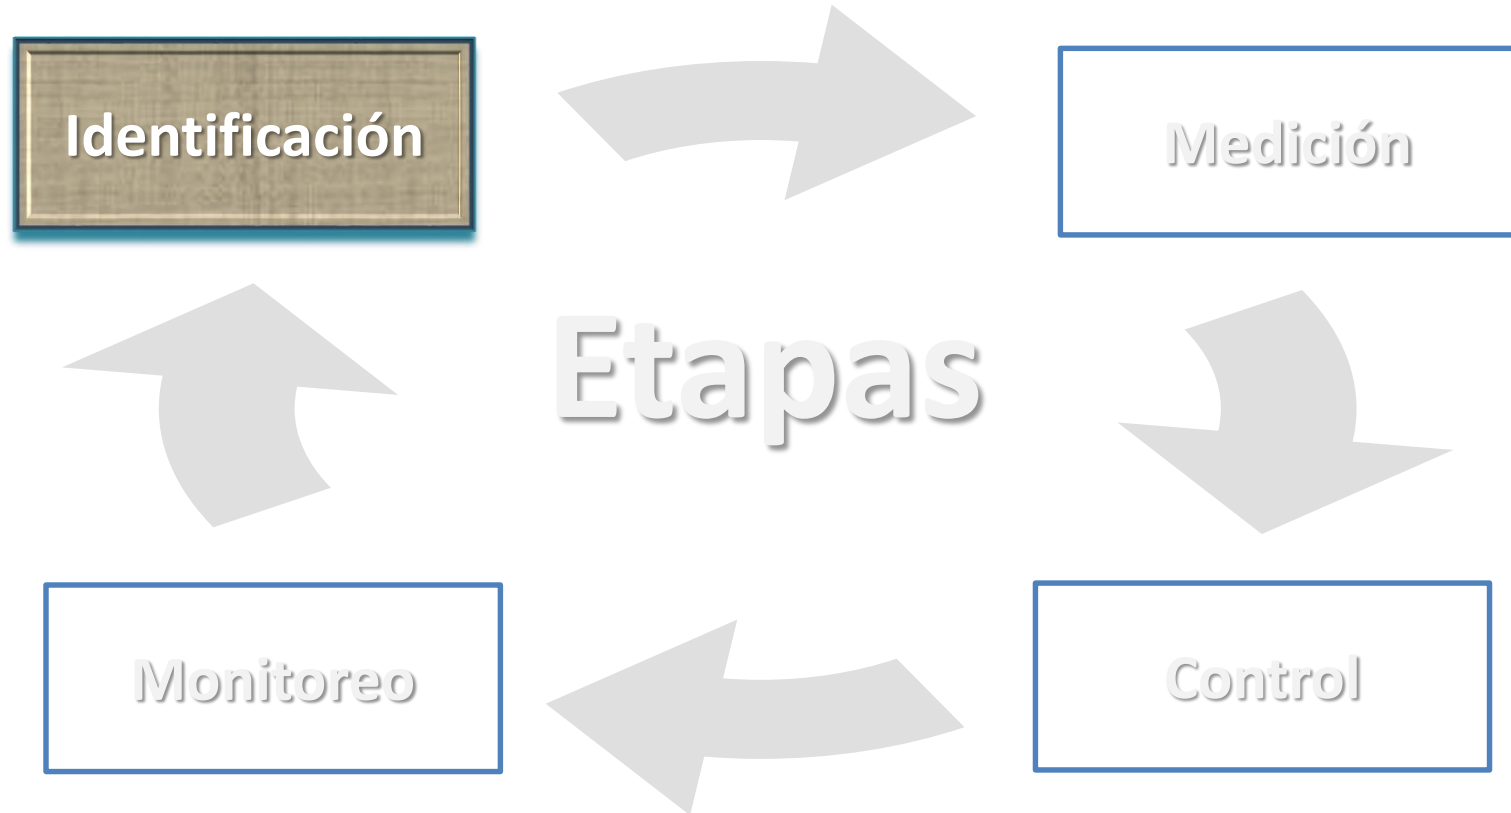 Identificación
Medición
Etapas
Monitoreo
Control